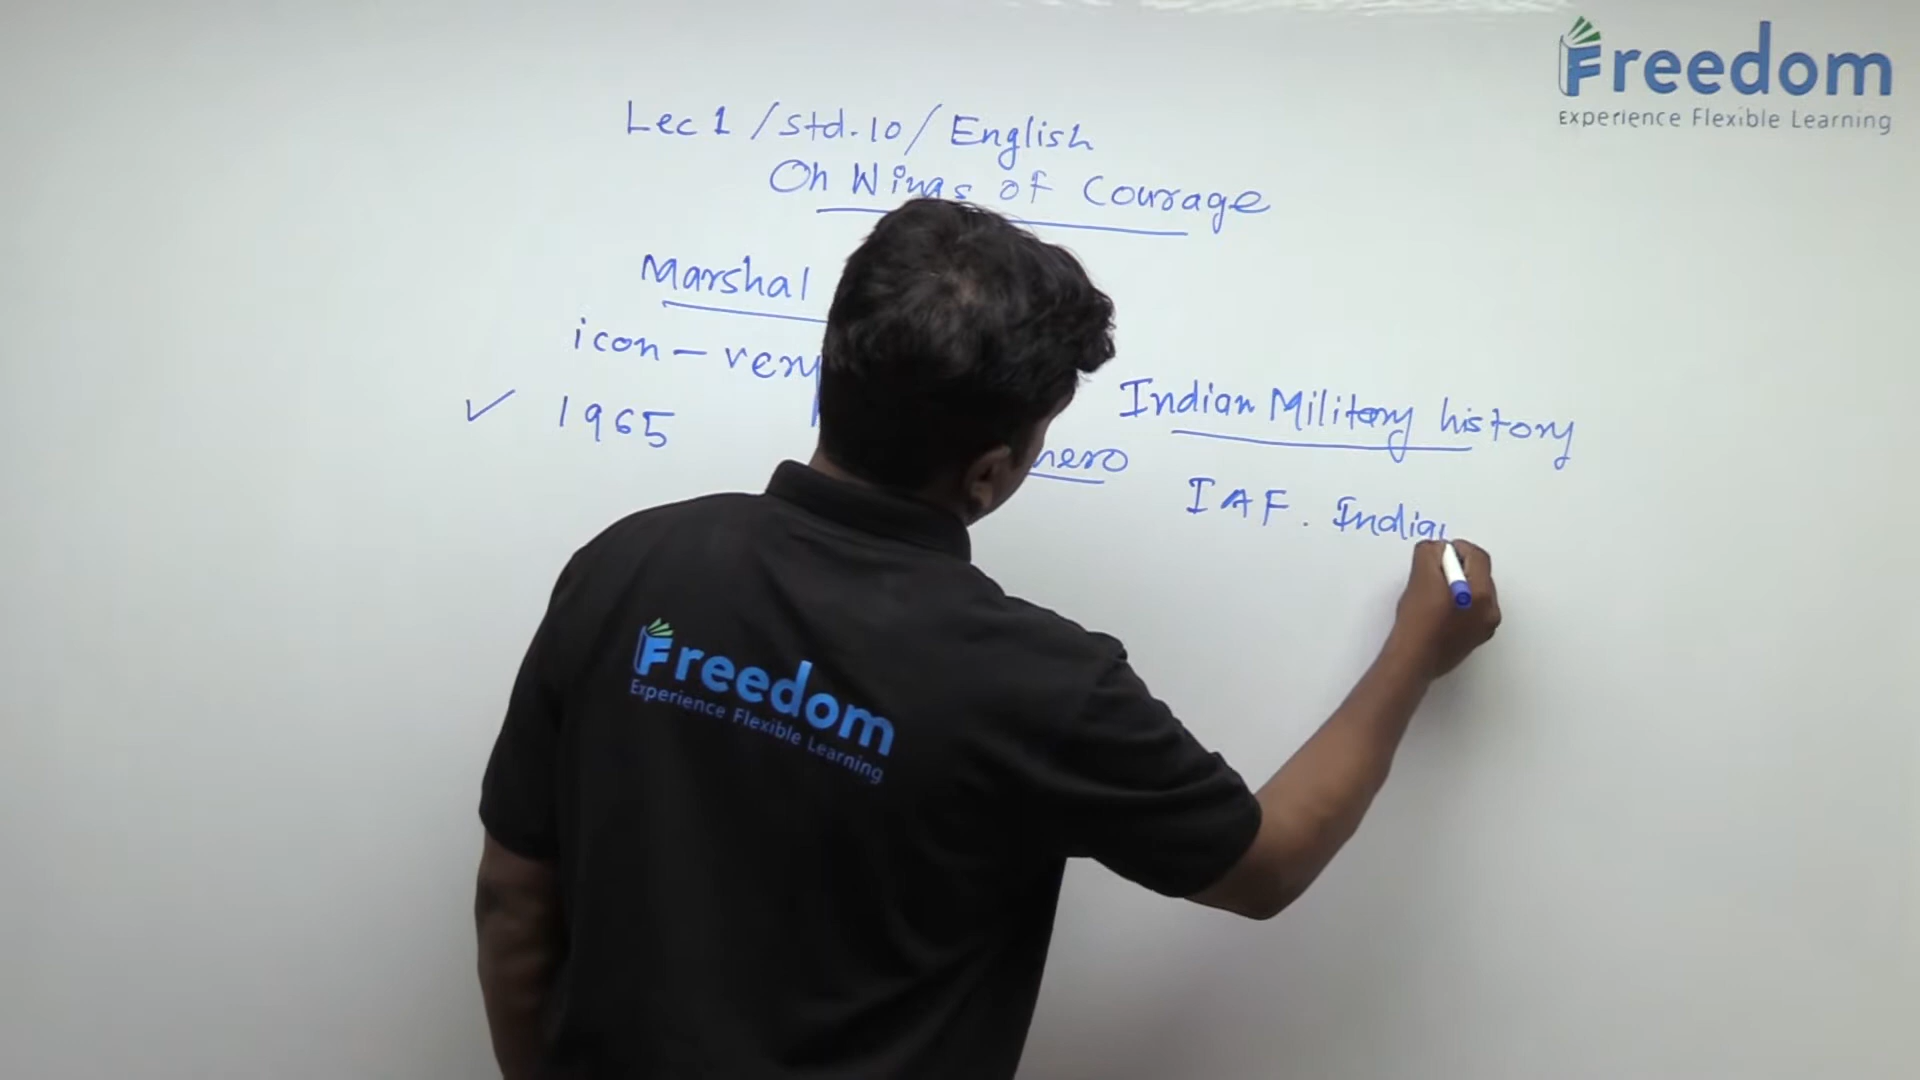 Freedom
Experience Flexible Learning
Lec 1 / Std. 10 / English
On Wings of Courage
Marshal
icon - very
Indian Military history
✓ 1965
hero
IAF. Indian
Freedom
Experience Flexible Learning